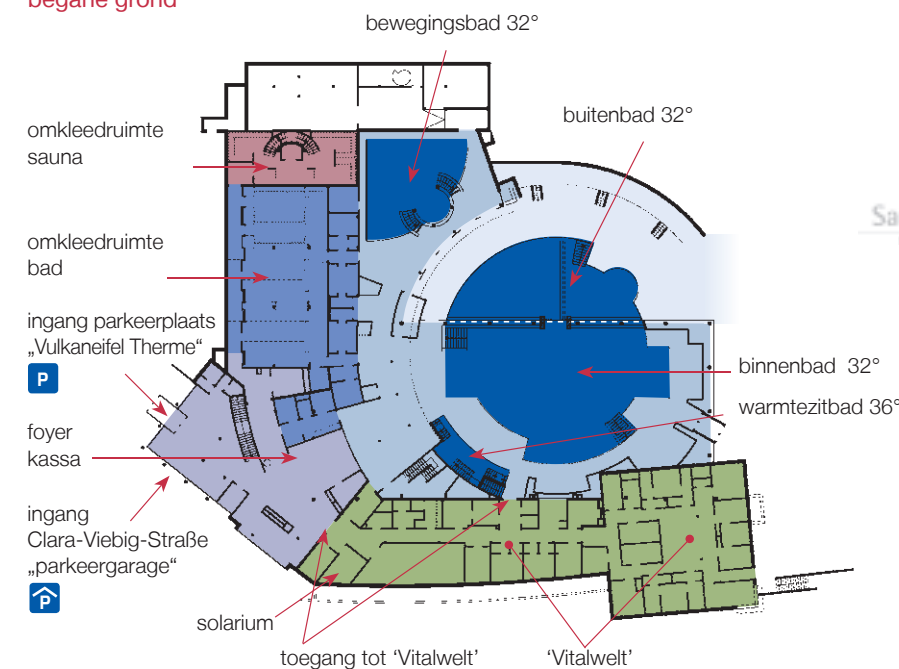 begane grond
bewegingsbad 32°
buitenbad 32°
omkleedruimte
sauna
omkleedruimte
bad
ingang parkeerplaats
„Vulkaneifel Therme“
P
binnenbad 32°
warmtezitbad 36°
foyer
kassa
ingang
Clara-Viebig-Straße
„parkeergarage“
P
solarium
toegang tot ‘Vitalwelt’
‘Vitalwelt’